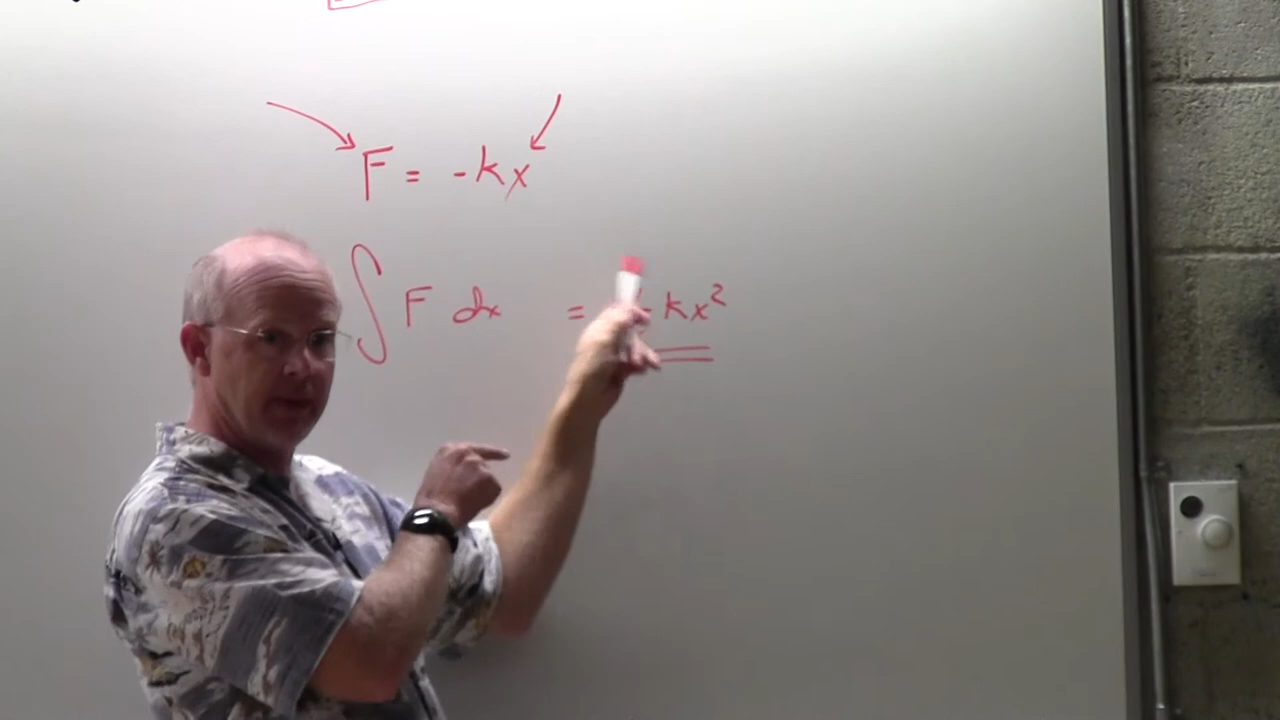 F = -kx
∫ F dx = kx²